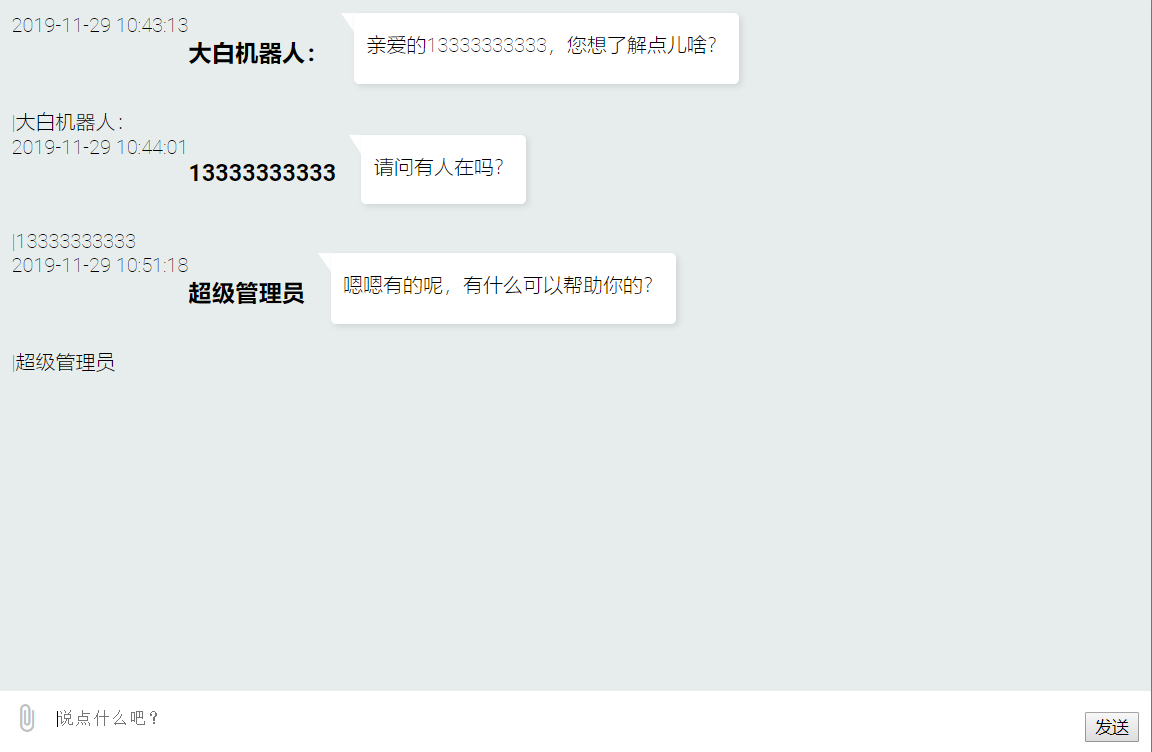 2019-11-29 10:43:13
大白机器人：
亲爱的13333333333，您想了解点儿啥？
|大白机器人：
2019-11-29 10:44:01
13333333333
请问有人在吗？
|13333333333
2019-11-29 10:51:18
超级管理员
嗯嗯有的呢，有什么可以帮助你的？
|超级管理员
说点什么吧？
发送